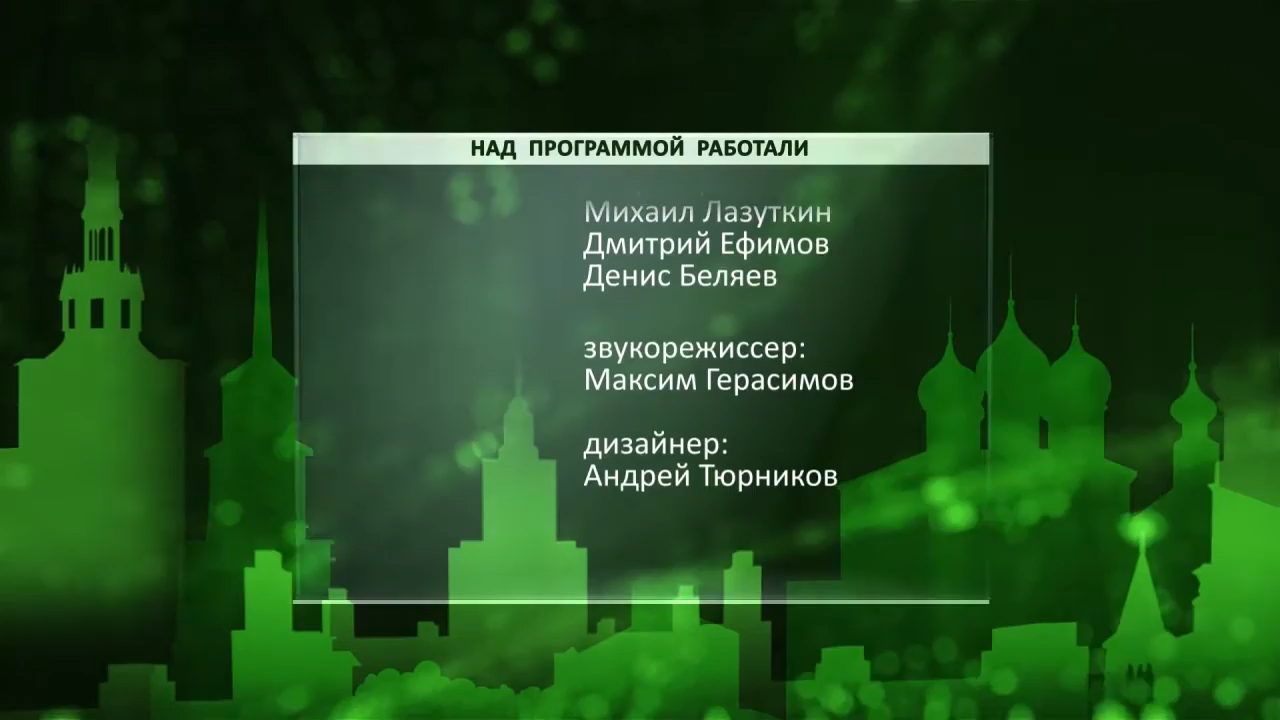 НАД ПРОГРАММОЙ РАБОТАЛИ
Михаил Лазуткин
Дмитрий Ефимов
Денис Беляев
звукорежиссер:
Максим Герасимов
дизайнер:
Андрей Тюрников